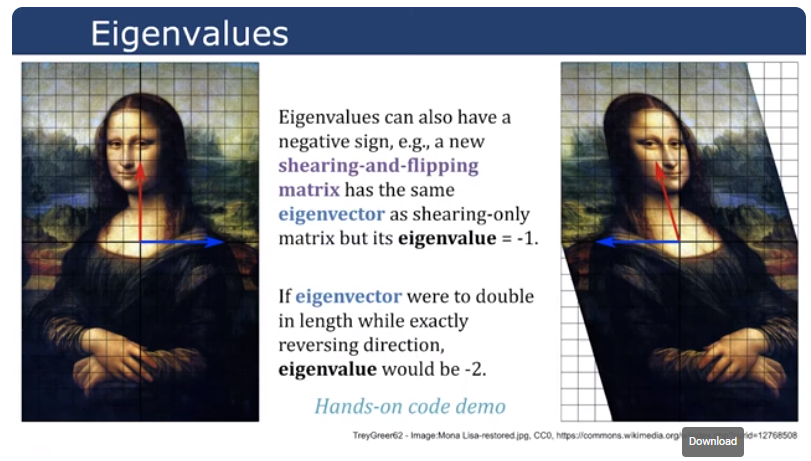 Eigenvalues
Eigenvalues can also have a
negative sign, e.g., a new
shearing-and-flipping
matrix has the same
eigenvector as shearing-only
matrix but its eigenvalue = -1.
If eigenvector were to double
in length while exactly
reversing direction,
eigenvalue would be -2.
Hands-on code demo
TreyGreer62 - Image:Mona Lisa-restored.jpg, CC0, https://commons.wikimedia.org/ rid=12768508
Download